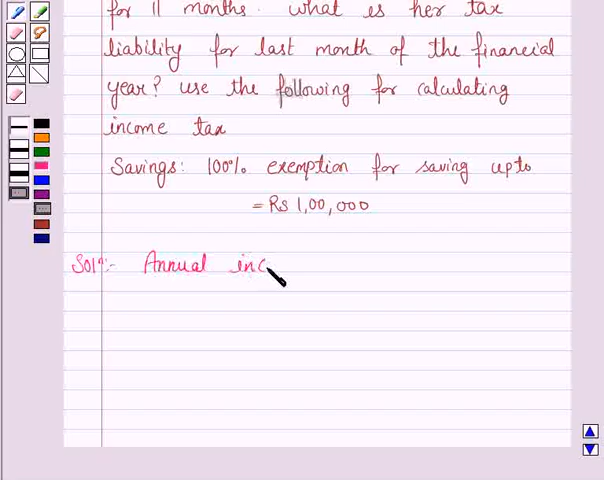 for 11 months. what is her tax
liability for last month of the financial
year? use the following for calculating
income tax
Savings: 100% exemption for saving upto
= Rs 1,00,000
Soln:- Annual inc